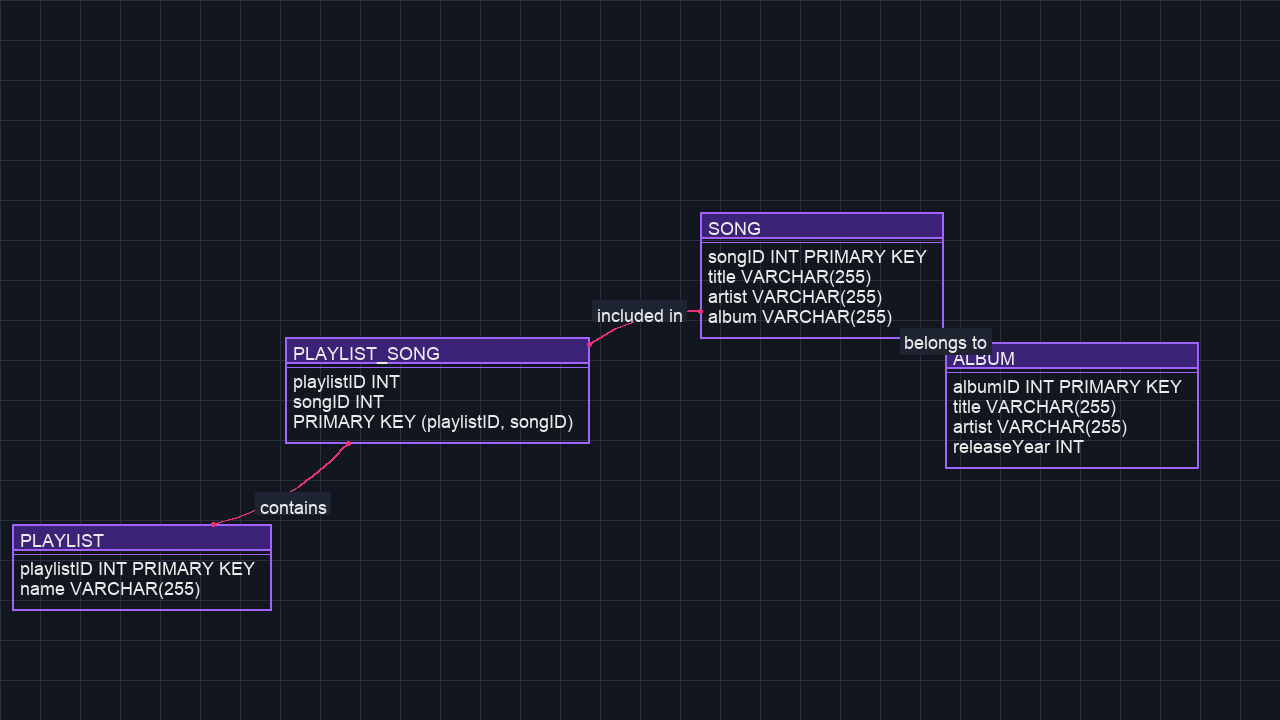 SONG
songID INT PRIMARY KEY
title VARCHAR(255)
artist VARCHAR(255)
album VARCHAR(255)
included in
belongs to
PLAYLIST_SONG
playlistID INT
songID INT
PRIMARY KEY (playlistID, songID)
ALBUM
albumID INT PRIMARY KEY
title VARCHAR(255)
artist VARCHAR(255)
releaseYear INT
contains
PLAYLIST
playlistID INT PRIMARY KEY
name VARCHAR(255)